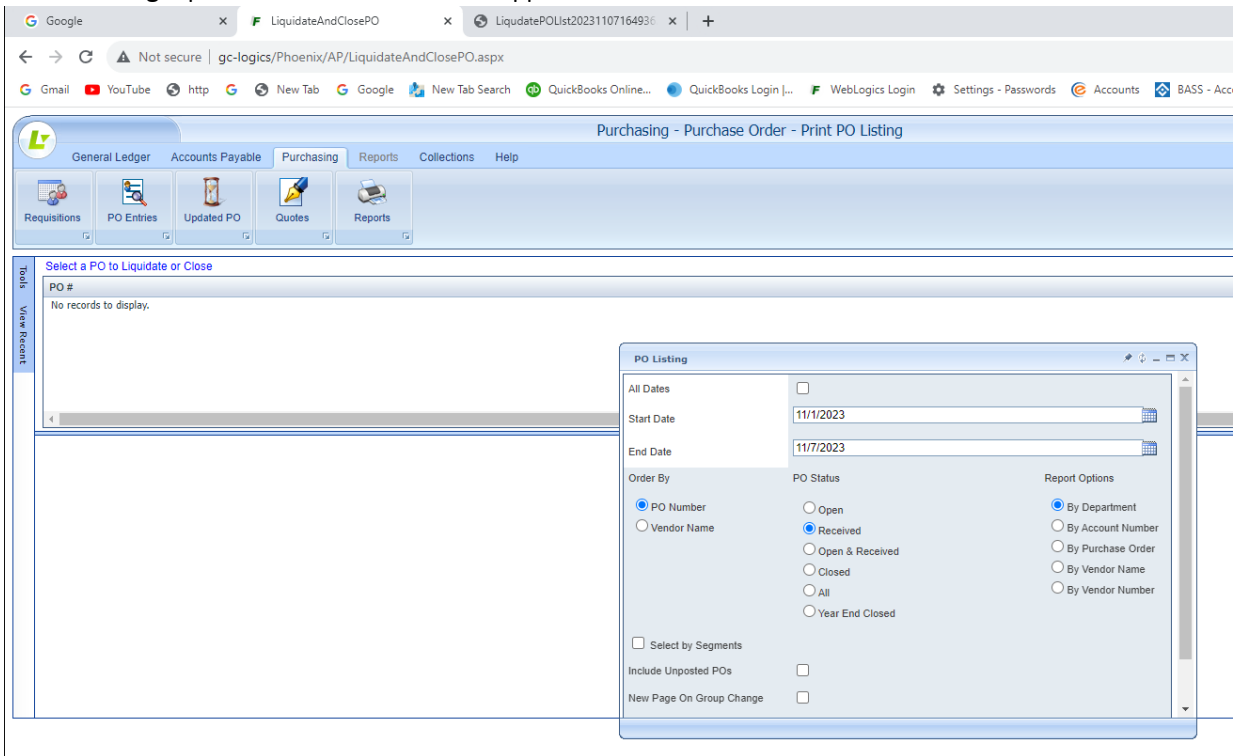 Google
LiquidateAndClosePO
LiqudatePOLIst20231107164936
Not secure | gc-logics/Phoenix/AP/LiquidateAndClosePO.aspx
Gmail YouTube http G New Tab Google New Tab Search QuickBooks Online... QuickBooks Login |... WebLogics Login Settings - Passwords Accounts BASS - Acc
Purchasing - Purchase Order - Print PO Listing
General Ledger Accounts Payable Purchasing Reports Collections Help
Requisitions PO Entries Updated PO Quotes Reports
Tools
View Recent
Select a PO to Liquidate or Close
PO #
No records to display.
PO Listing
All Dates
Start Date 11/1/2023
End Date 11/7/2023
Order By PO Status Report Options
PO Number Open By Department
Vendor Name Received By Account Number
Open & Received By Purchase Order
Closed By Vendor Name
All By Vendor Number
Year End Closed
Select by Segments
Include Unposted POs
New Page On Group Change